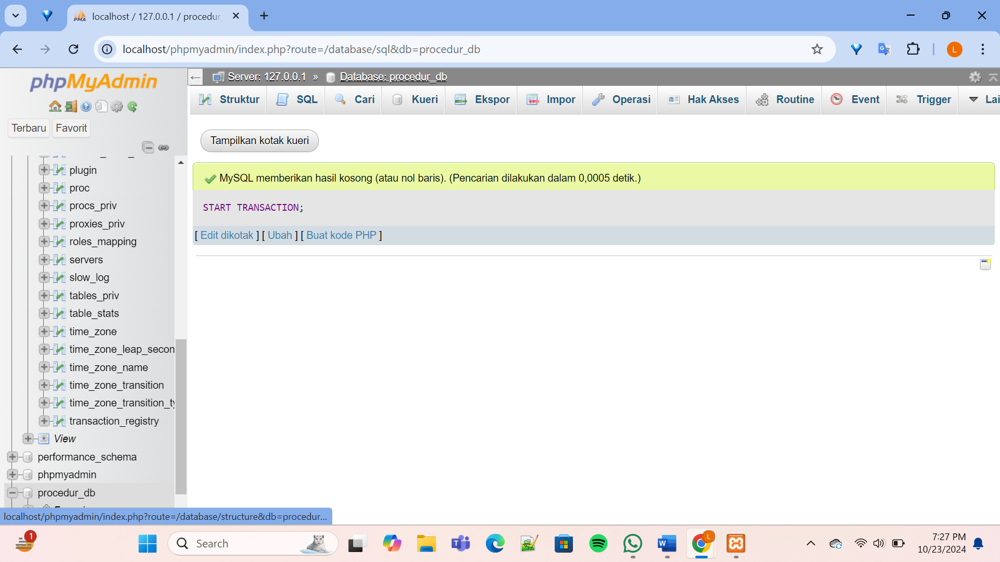 localhost / 127.0.0.1 / procedur_
localhost/phpmyadmin/index.php?route=/database/sql&db=procedur_db
L
phpMyAdmin
Terbaru
Favorit
plugin
proc
procs_priv
proxies_priv
roles_mapping
servers
slow_log
tables_priv
table_stats
time_zone
time_zone_leap_secon
time_zone_name
time_zone_transition
time_zone_transition_ty
transaction_registry
View
performance_schema
phpmyadmin
procedur_db
Server: 127.0.0.1 » Database: procedur_db
Struktur SQL Cari Kueri Ekspor Impor Operasi Hak Akses Routine Event Trigger Lai
Tampilkan kotak kueri
MySQL memberikan hasil kosong (atau nol baris). (Pencarian dilakukan dalam 0,0005 detik.)
START TRANSACTION;
[ Edit dikotak ] [ Ubah ] [ Buat kode PHP ]
localhost/phpmyadmin/index.php?route=/database/structure&db=procedur...
1
Search
L
7:27 PM
10/23/2024